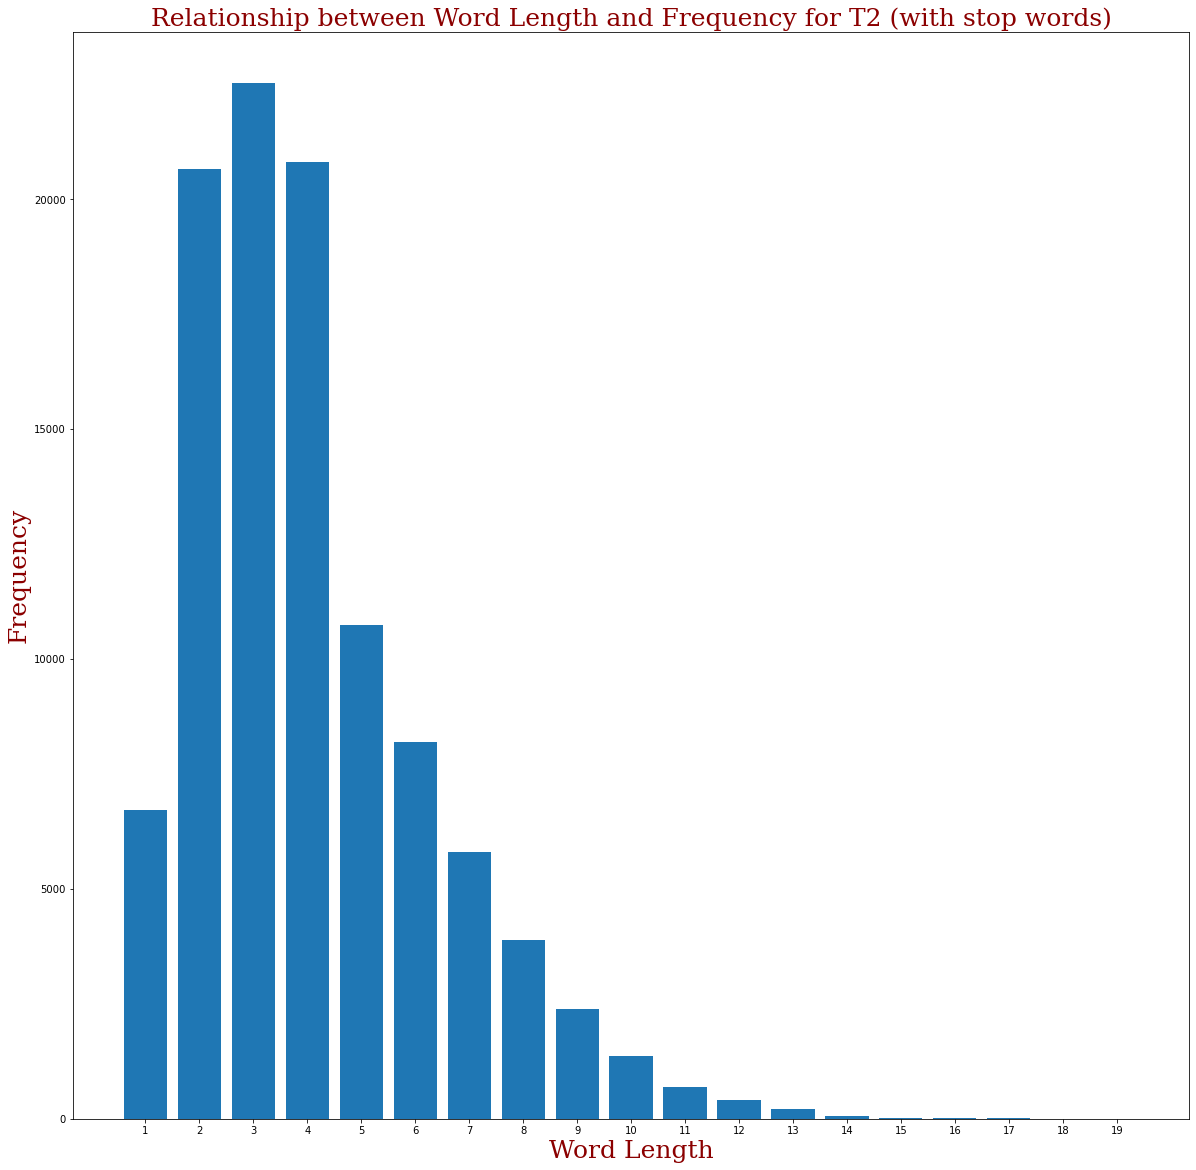 Relationship between Word Length and Frequency for T2 (with stop words)
Frequency
20000
15000
10000
5000
0
1 2 3 4 5 6 7 8 9 10 11 12 13 14 15 16 17 18 19
Word Length